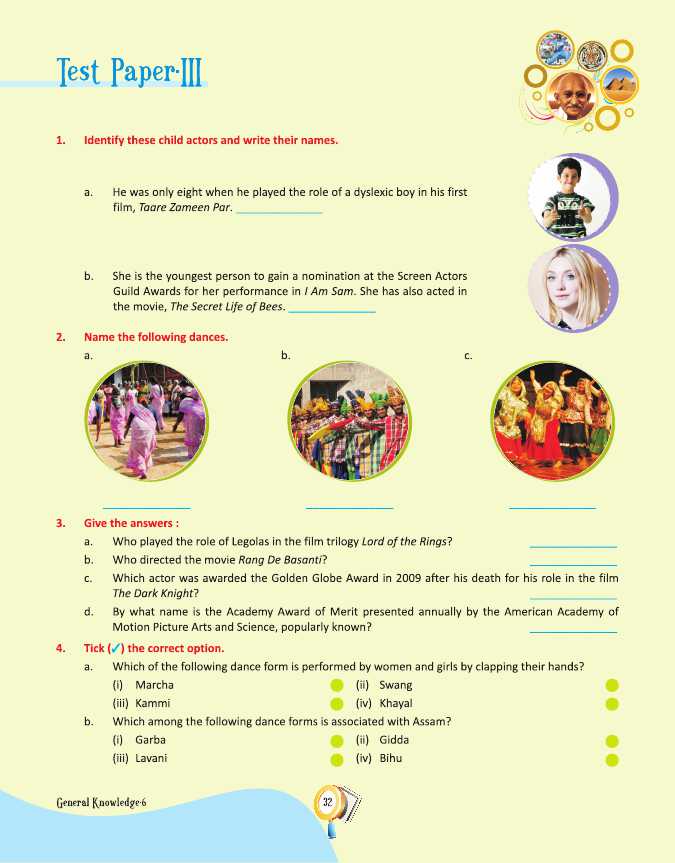 Test Paper-III
1. Identify these child actors and write their names.
a. He was only eight when he played the role of a dyslexic boy in his first
film, Taare Zameen Par. ______________
b. She is the youngest person to gain a nomination at the Screen Actors
Guild Awards for her performance in I Am Sam. She has also acted in
the movie, The Secret Life of Bees. ______________
2. Name the following dances.
a. b. c.
______________ ______________ ______________
3. Give the answers :
a. Who played the role of Legolas in the film trilogy Lord of the Rings? ______________
b. Who directed the movie Rang De Basanti? ______________
c. Which actor was awarded the Golden Globe Award in 2009 after his death for his role in the film
The Dark Knight? ______________
d. By what name is the Academy Award of Merit presented annually by the American Academy of
Motion Picture Arts and Science, popularly known? ______________
4. Tick (✓) the correct option.
a. Which of the following dance form is performed by women and girls by clapping their hands?
(i) Marcha (ii) Swang
(iii) Kammi (iv) Khayal
b. Which among the following dance forms is associated with Assam?
(i) Garba (ii) Gidda
(iii) Lavani (iv) Bihu
General Knowledge-6 32